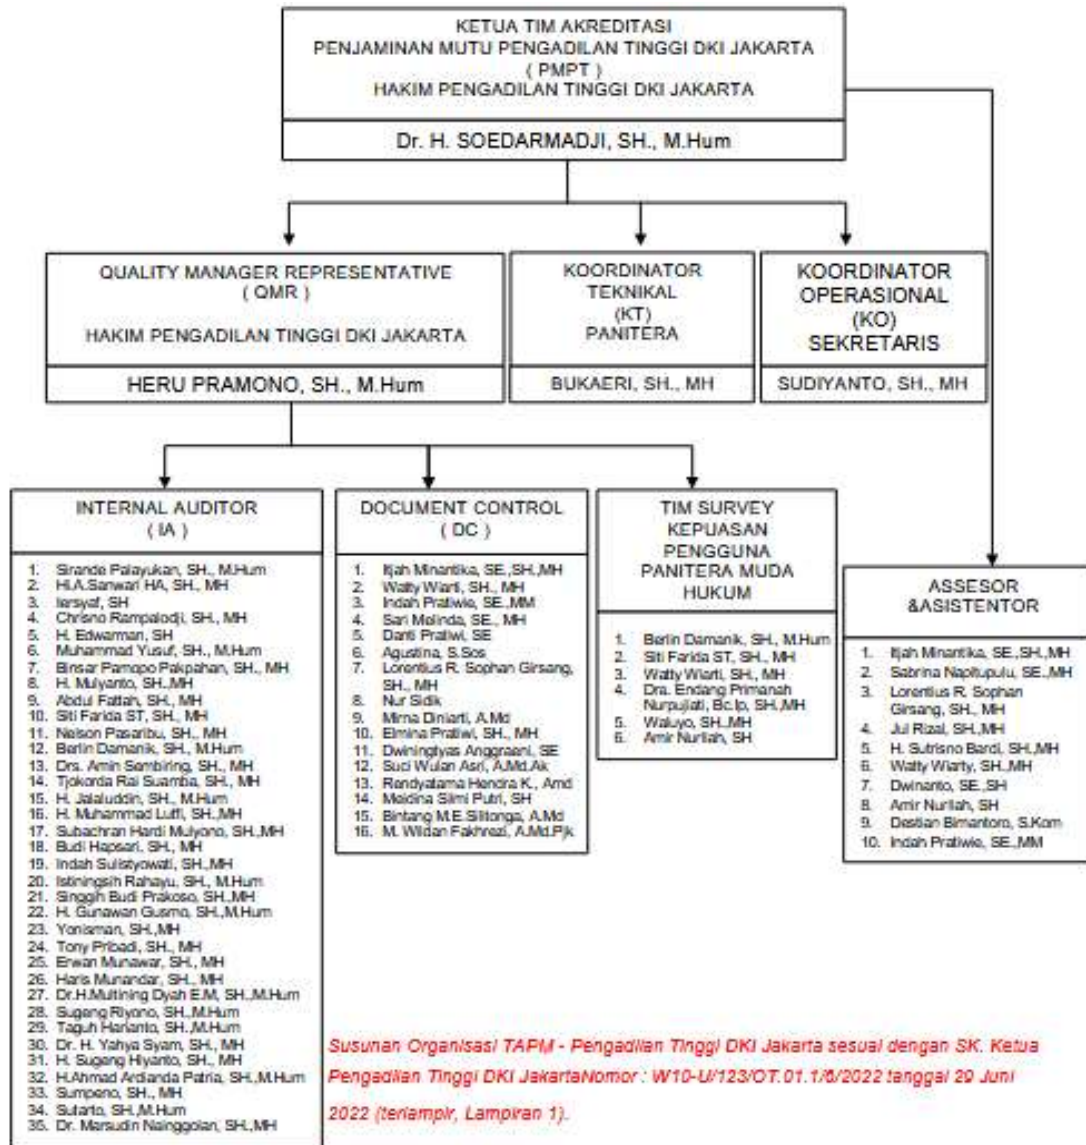 KETUA TIM AKREDITASI
PENJAMINAN MUTU PENGADILAN TINGGI DKI JAKARTA
( PMPT )
HAKIM PENGADILAN TINGGI DKI JAKARTA
Dr. H. SOEDARMADJI, SH., M.Hum
QUALITY MANAGER REPRESENTATIVE
( QMR )
HAKIM PENGADILAN TINGGI DKI JAKARTA
HERU PRAMONO, SH., M.Hum
KOORDINATOR
TEKNIKAL
(KT)
PANITERA
BUKAERI, SH., MH
KOORDINATOR
OPERASIONAL
(KO)
SEKRETARIS
SUDIYANTO, SH., MH
INTERNAL AUDITOR
( IA )
1. Sirande Palayukan, SH., M.Hum
2. Hi.A.Sanwari HA, SH., MH
3. Iersyaf, SH
4. Chrisno Rampalodji, SH., MH
5. H. Edwarman, SH
6. Muhammad Yusuf, SH., M.Hum
7. Binsar Pamopo Pakpahan, SH., MH
8. H. Mulyanto, SH.,MH
9. Abdul Fattah, SH., MH
10. Siti Farida ST, SH., MH
11. Nelson Pasaribu, SH., MH
12. Berlin Damanik, SH., M.Hum
13. Drs. Amin Sembiring, SH., MH
14. Tjokorda Rai Suamba, SH., MH
15. H. Jalaluddin, SH., M.Hum
16. H. Muhammad Lutfi, SH.,MH
17. Subachran Hardi Mulyono, SH.,MH
18. Budi Hapsari, SH., MH
19. Indah Sulistyowati, SH.,MH
20. Istiningsih Rahayu, SH., M.Hum
21. Singgih Budi Prakoso, SH.,MH
22. H. Gunawan Gusmo, SH.,M.Hum
23. Yonisman, SH.,MH
24. Tony Pribadi, SH., MH
25. Erwan Munawar, SH., MH
26. Haris Munandar, SH., MH
27. Dr.H.Multining Dyah E.M, SH.,M.Hum
28. Sugeng Riyono, SH.,M.Hum
29. Taguh Harianto, SH.,M.Hum
30. Dr. H. Yahya Syam, SH., MH
31. H. Sugeng Hiyanto, SH., MH
32. H.Ahmad Ardianda Patria, SH.,M.Hum
33. Sumpeno, SH., MH
34. Sutarto, SH.,M.Hum
35. Dr. Marsudin Nainggolan, SH.,MH
DOCUMENT CONTROL
( DC )
1. Itjah Minantika, SE.,SH.,MH
2. Watty Wiarti, SH., MH
3. Indah Pratiwie, SE.,MM
4. Sari Melinda, SE., MH
5. Danti Pratiwi, SE
6. Agustina, S.Sos
7. Lorentius R. Sophan Girsang,
SH., MH
8. Nur Sidik
9. Mirna Diniarti, A.Md
10. Elmina Pratiwi, SH., MH
11. Dwiningtyas Anggraeni, SE
12. Suci Wulan Asri, A.Md.Ak
13. Rendyatama Hendra K., Amd
14. Meidina Silmi Putri, SH
15. Bintang M.E.Silitonga, A.Md
16. M. Wildan Fakhrezi, A.Md.Pjk
TIM SURVEY
KEPUASAN
PENGGUNA
PANITERA MUDA
HUKUM
1. Berlin Damanik, SH., M.Hum
2. Siti Farida ST, SH., MH
3. Watty Wiarti, SH., MH
4. Dra. Endang Primanah
Nurpujiati, Bc.Ip, SH.,MH
5. Waluyo, SH.,MH
6. Amir Nurilah, SH
ASSESOR
&ASISTENTOR
1. Itjah Minantika, SE.,SH.,MH
2. Sabrina Napitupulu, SE.,MH
3. Lorentius R. Sophan
Girsang, SH., MH
4. Jul Rizal, SH.,MH
5. H. Sutrisno Bardi, SH.,MH
6. Watty Wiarty, SH.,MH
7. Dwinanto, SE.,SH
8. Amir Nurilah, SH
9. Destian Bimantoro, S.Kom
10. Indah Pratiwie, SE.,MM
Susunan Organisasi TAPM - Pengadilan Tinggi DKI Jakarta sesuai dengan SK. Ketua
Pengadilan Tinggi DKI JakartaNomor : W10-U/123/OT.01.1/6/2022 tanggal 29 Juni
2022 (terlampir, Lampiran 1).